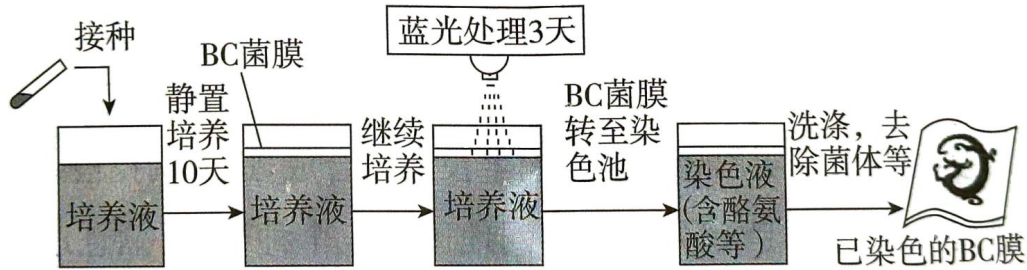 接种
BC菌膜
蓝光处理3天
静置
培养
10天
继续
培养
BC菌膜
转至染
色池
洗涤，去
除菌体等
培养液
培养液
培养液
染色液
(含酪氨
酸等)
已染色的BC膜